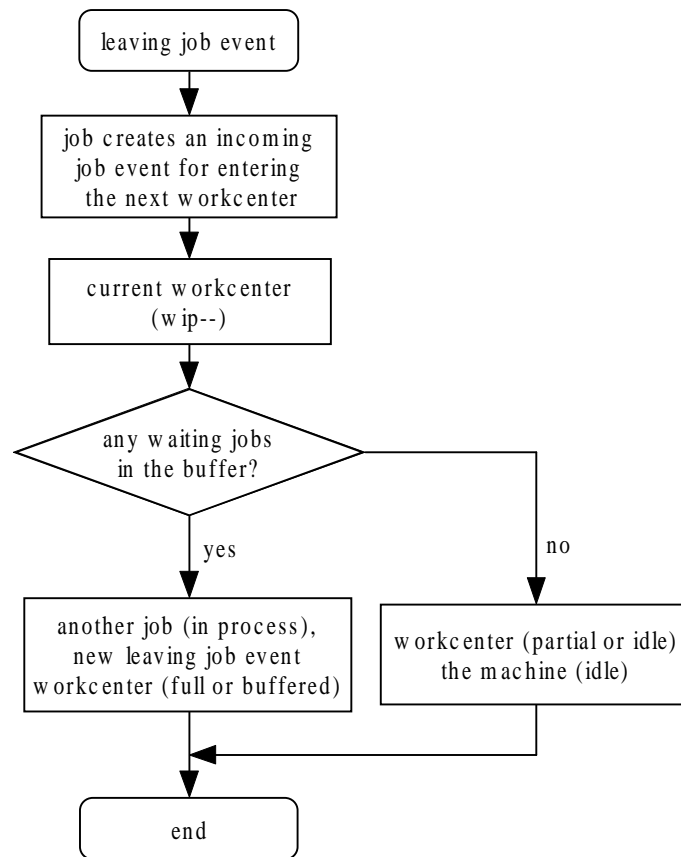 leaving job event
job creates an incoming
job event for entering
the next workcenter
current workcenter
(wip--)
any waiting jobs
in the buffer?
yes
no
another job (in process),
new leaving job event
workcenter (full or buffered)
workcenter (partial or idle)
the machine (idle)
end